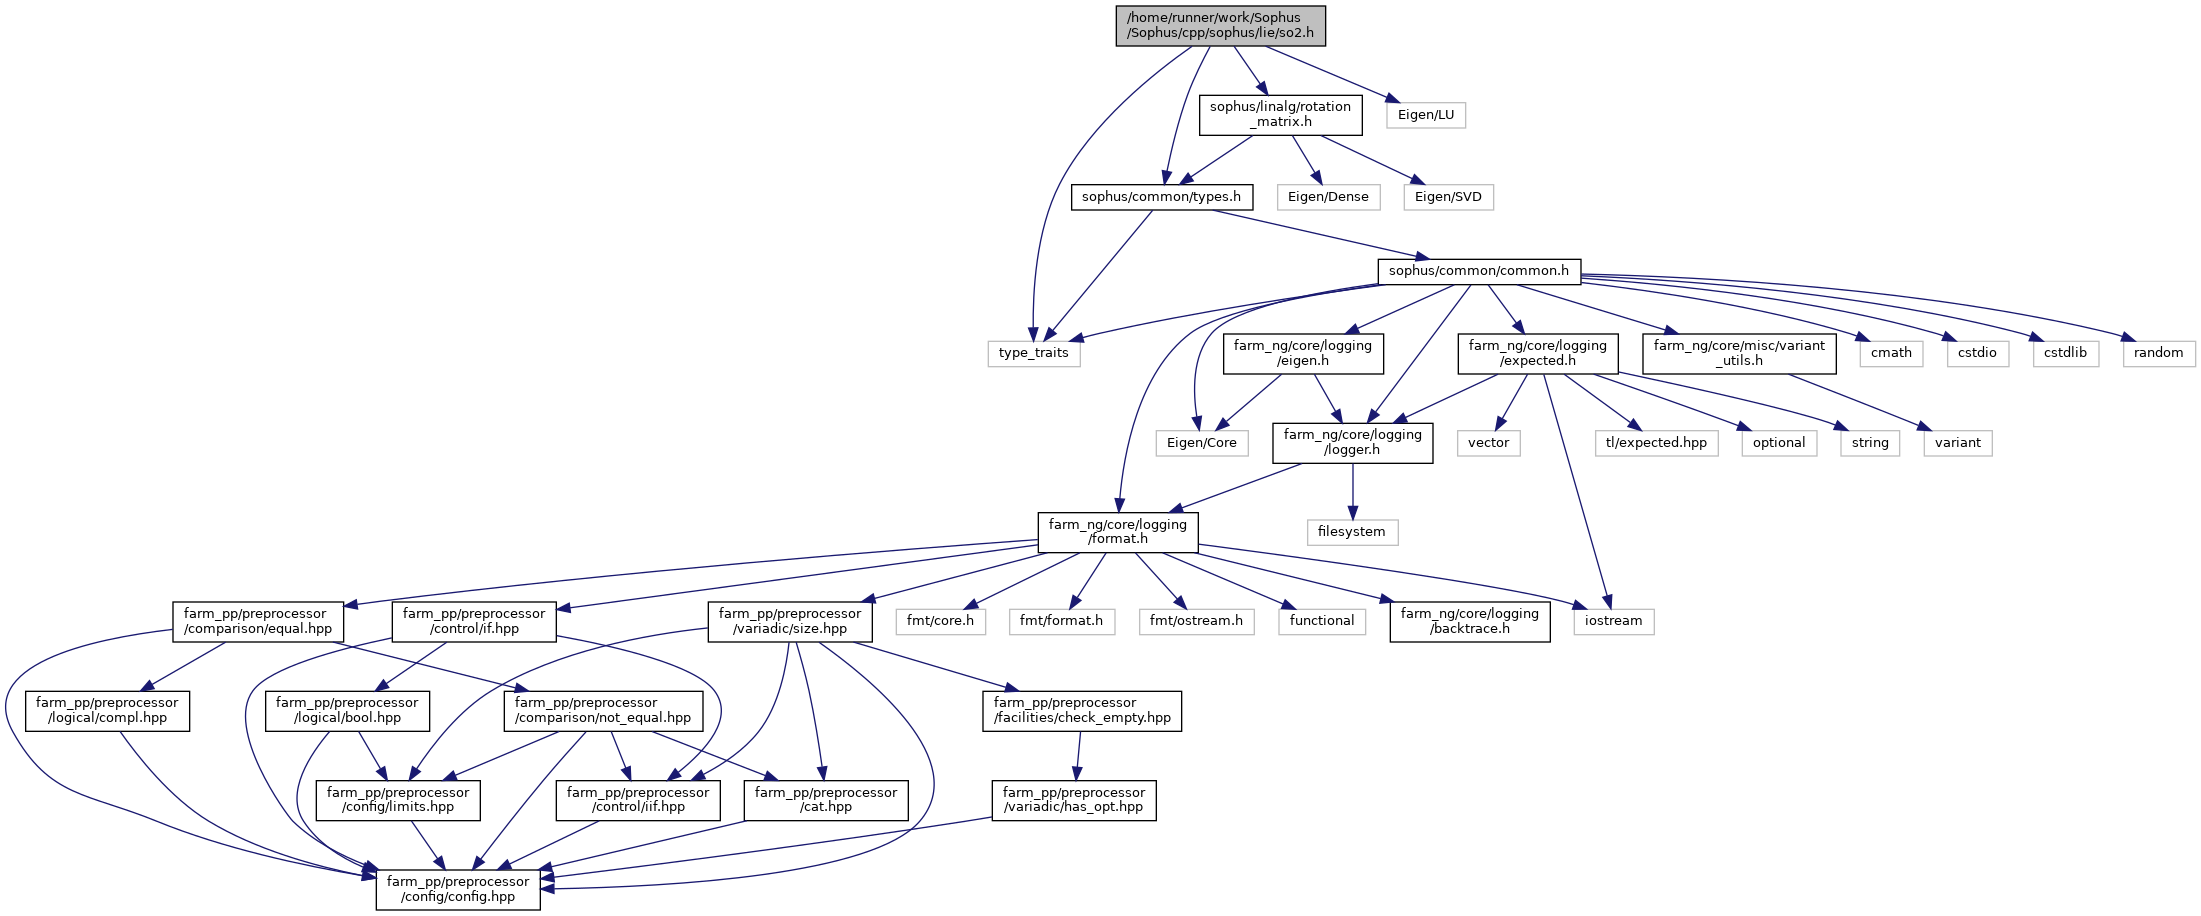 /home/runner/work/Sophus
/Sophus/cpp/sophus/lie/so2.h
sophus/linalg/rotation
_matrix.h
Eigen/LU
sophus/common/types.h
Eigen/Dense
Eigen/SVD
sophus/common/common.h
type_traits
farm_ng/core/logging
/eigen.h
farm_ng/core/logging
/expected.h
farm_ng/core/misc/variant
_utils.h
cmath
cstdio
cstdlib
random
Eigen/Core
farm_ng/core/logging
/logger.h
vector
tl/expected.hpp
optional
string
variant
farm_ng/core/logging
/format.h
filesystem
farm_pp/preprocessor
/comparison/equal.hpp
farm_pp/preprocessor
/control/if.hpp
farm_pp/preprocessor
/variadic/size.hpp
fmt/core.h
fmt/format.h
fmt/ostream.h
functional
farm_ng/core/logging
/backtrace.h
iostream
farm_pp/preprocessor
/logical/compl.hpp
farm_pp/preprocessor
/logical/bool.hpp
farm_pp/preprocessor
/comparison/not_equal.hpp
farm_pp/preprocessor
/facilities/check_empty.hpp
farm_pp/preprocessor
/config/limits.hpp
farm_pp/preprocessor
/control/iif.hpp
farm_pp/preprocessor
/cat.hpp
farm_pp/preprocessor
/variadic/has_opt.hpp
farm_pp/preprocessor
/config/config.hpp